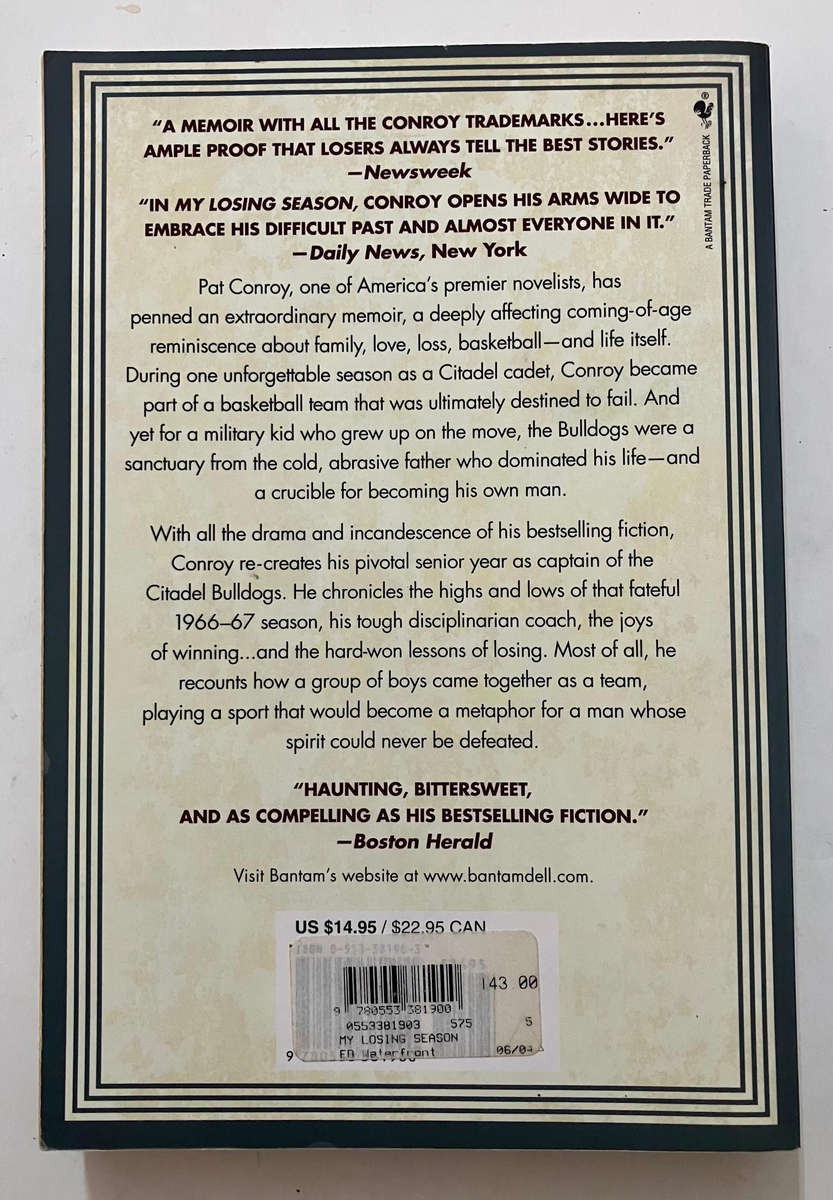 “A MEMOIR WITH ALL THE CONROY TRADEMARKS...HERE’S
AMPLE PROOF THAT LOSERS ALWAYS TELL THE BEST STORIES.”
—Newsweek
“IN MY LOSING SEASON, CONROY OPENS HIS ARMS WIDE TO
EMBRACE HIS DIFFICULT PAST AND ALMOST EVERYONE IN IT.”
—Daily News, New York
®
A BANTAM TRADE PAPERBACK
Pat Conroy, one of America’s premier novelists, has
penned an extraordinary memoir, a deeply affecting coming-of-age
reminiscence about family, love, loss, basketball—and life itself.
During one unforgettable season as a Citadel cadet, Conroy became
part of a basketball team that was ultimately destined to fail. And
yet for a military kid who grew up on the move, the Bulldogs were a
sanctuary from the cold, abrasive father who dominated his life—and
a crucible for becoming his own man.
With all the drama and incandescence of his bestselling fiction,
Conroy re-creates his pivotal senior year as captain of the
Citadel Bulldogs. He chronicles the highs and lows of that fateful
1966–67 season, his tough disciplinarian coach, the joys
of winning...and the hard-won lessons of losing. Most of all, he
recounts how a group of boys came together as a team,
playing a sport that would become a metaphor for a man whose
spirit could never be defeated.
“HAUNTING, BITTERSWEET,
AND AS COMPELLING AS HIS BESTSELLING FICTION.”
—Boston Herald
Visit Bantam’s website at www.bantamdell.com.
US $14.95 / $22.95 CAN
ISBN 0-553-38190-3
143 00
9 780553 381900
0553381903 575 5
MY LOSING SEASON
ED Waterfront
9